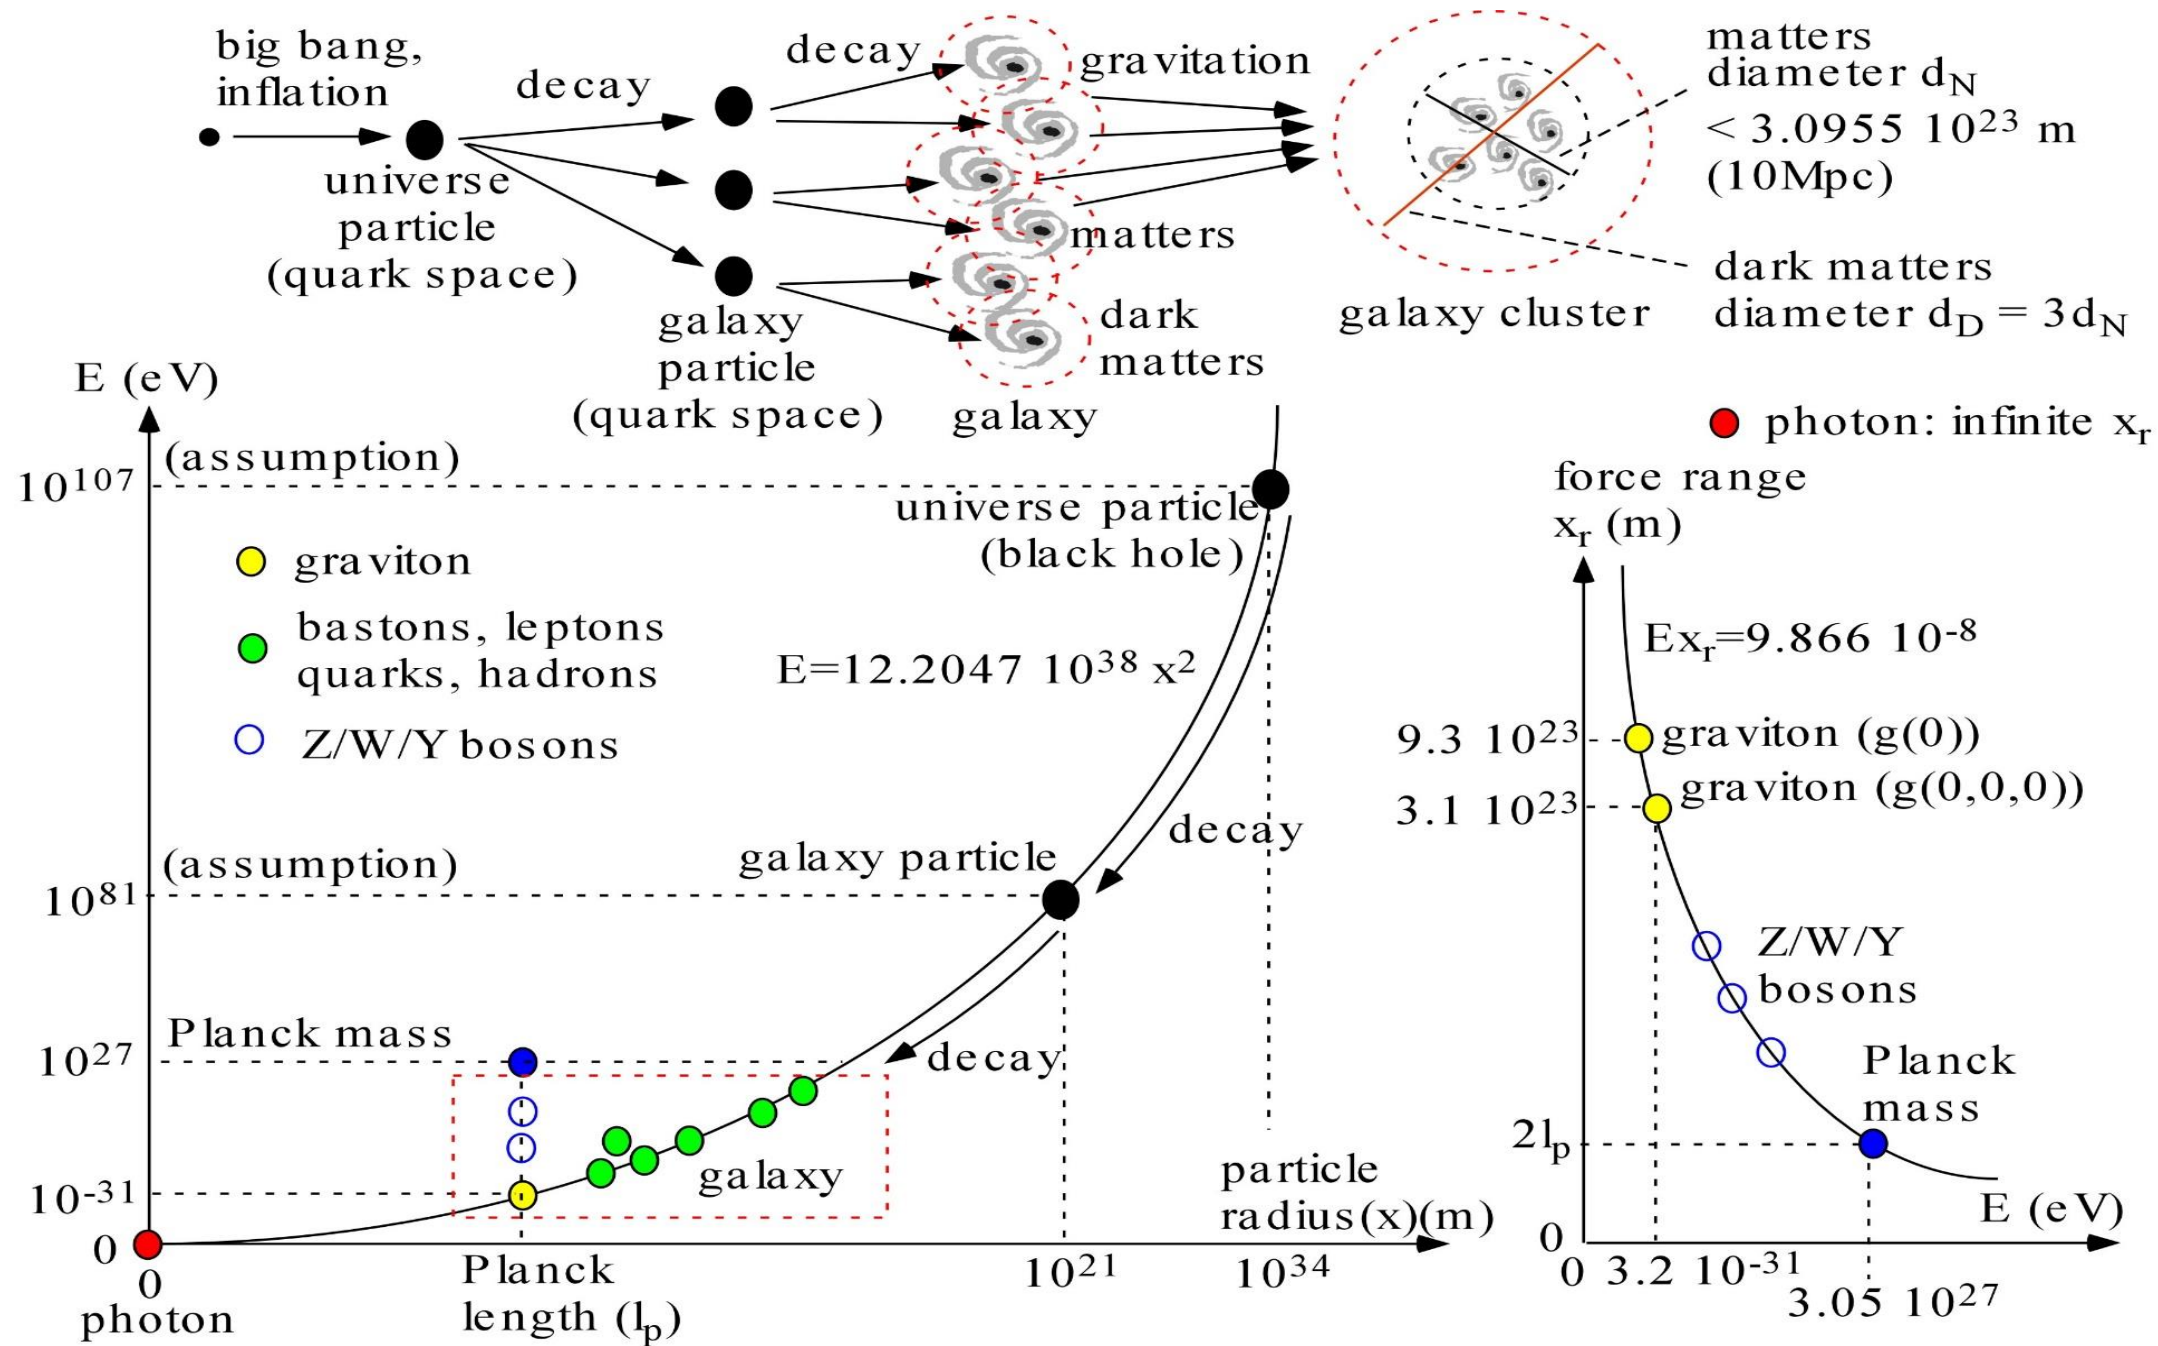 big bang,
inflation
decay
decay
gravitation
matters
diameter d_N
< 3.0955 10^23 m
(10Mpc)
universe
particle
(quark space)
matters
dark
matters
galaxy
particle
(quark space)
galaxy
galaxy cluster
dark matters
diameter d_D = 3d_N
E (eV)
(assumption)
10^107
universe particle
(black hole)
graviton
bastons, leptons
quarks, hadrons
Z/W/Y bosons
E=12.2047 10^38 x^2
decay
(assumption)
galaxy particle
10^81
Planck mass
10^27
decay
galaxy
10^-31
0
0
photon
Planck
length (l_p)
10^21
10^34
particle
radius(x)(m)
photon: infinite x_r
force range
x_r (m)
Ex_r=9.866 10^-8
9.3 10^23
graviton (g(0))
3.1 10^23
graviton (g(0,0,0))
Z/W/Y
bosons
Planck
mass
2l_p
E (eV)
0
0
3.2 10^-31
3.05 10^27